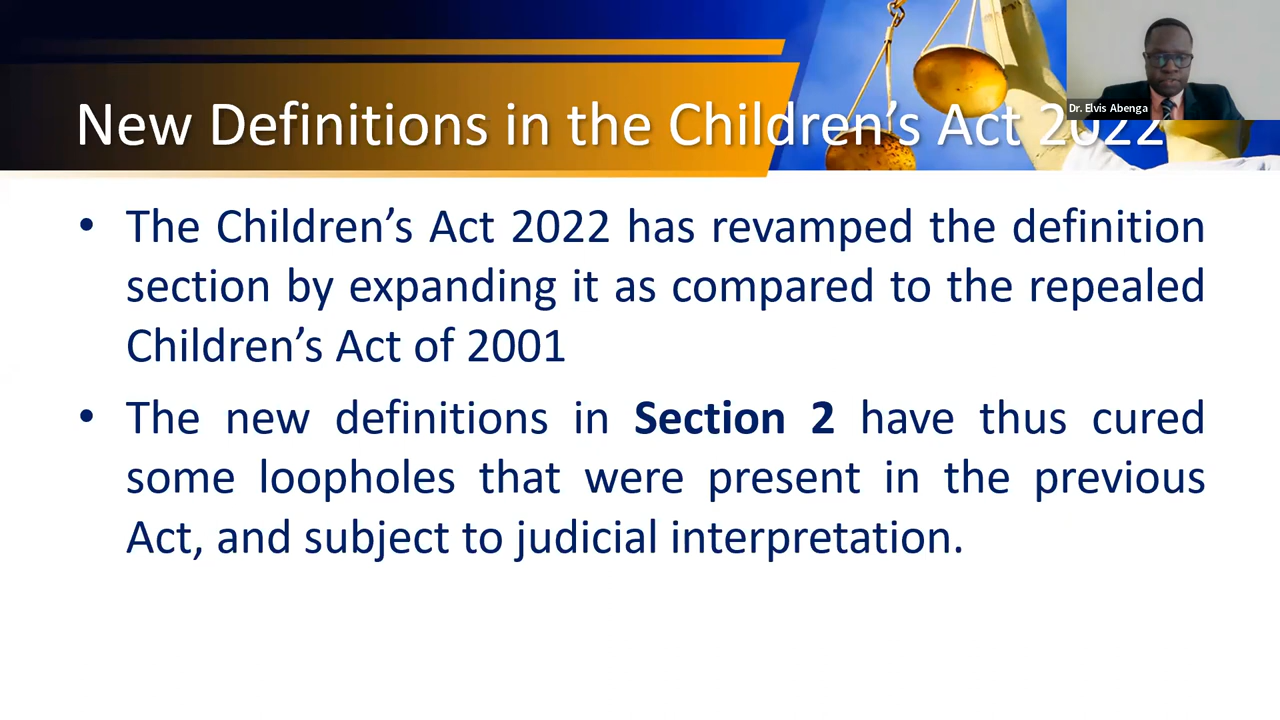 New Definitions in the Children’s Act 2022
Dr. Elvis Abenga
• The Children’s Act 2022 has revamped the definition
section by expanding it as compared to the repealed
Children’s Act of 2001
• The new definitions in Section 2 have thus cured
some loopholes that were present in the previous
Act, and subject to judicial interpretation.